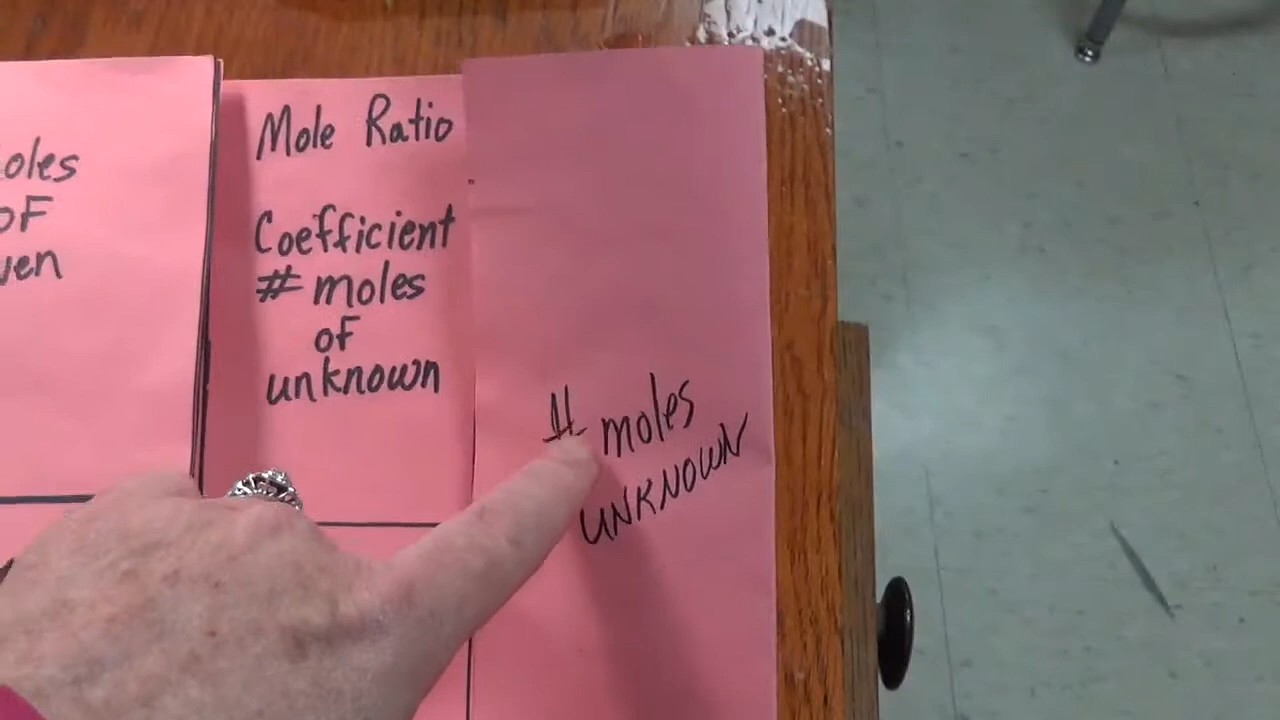 oles
of
ven
Mole Ratio
Coefficient
# moles
of
unknown
# moles
UNKNOWN